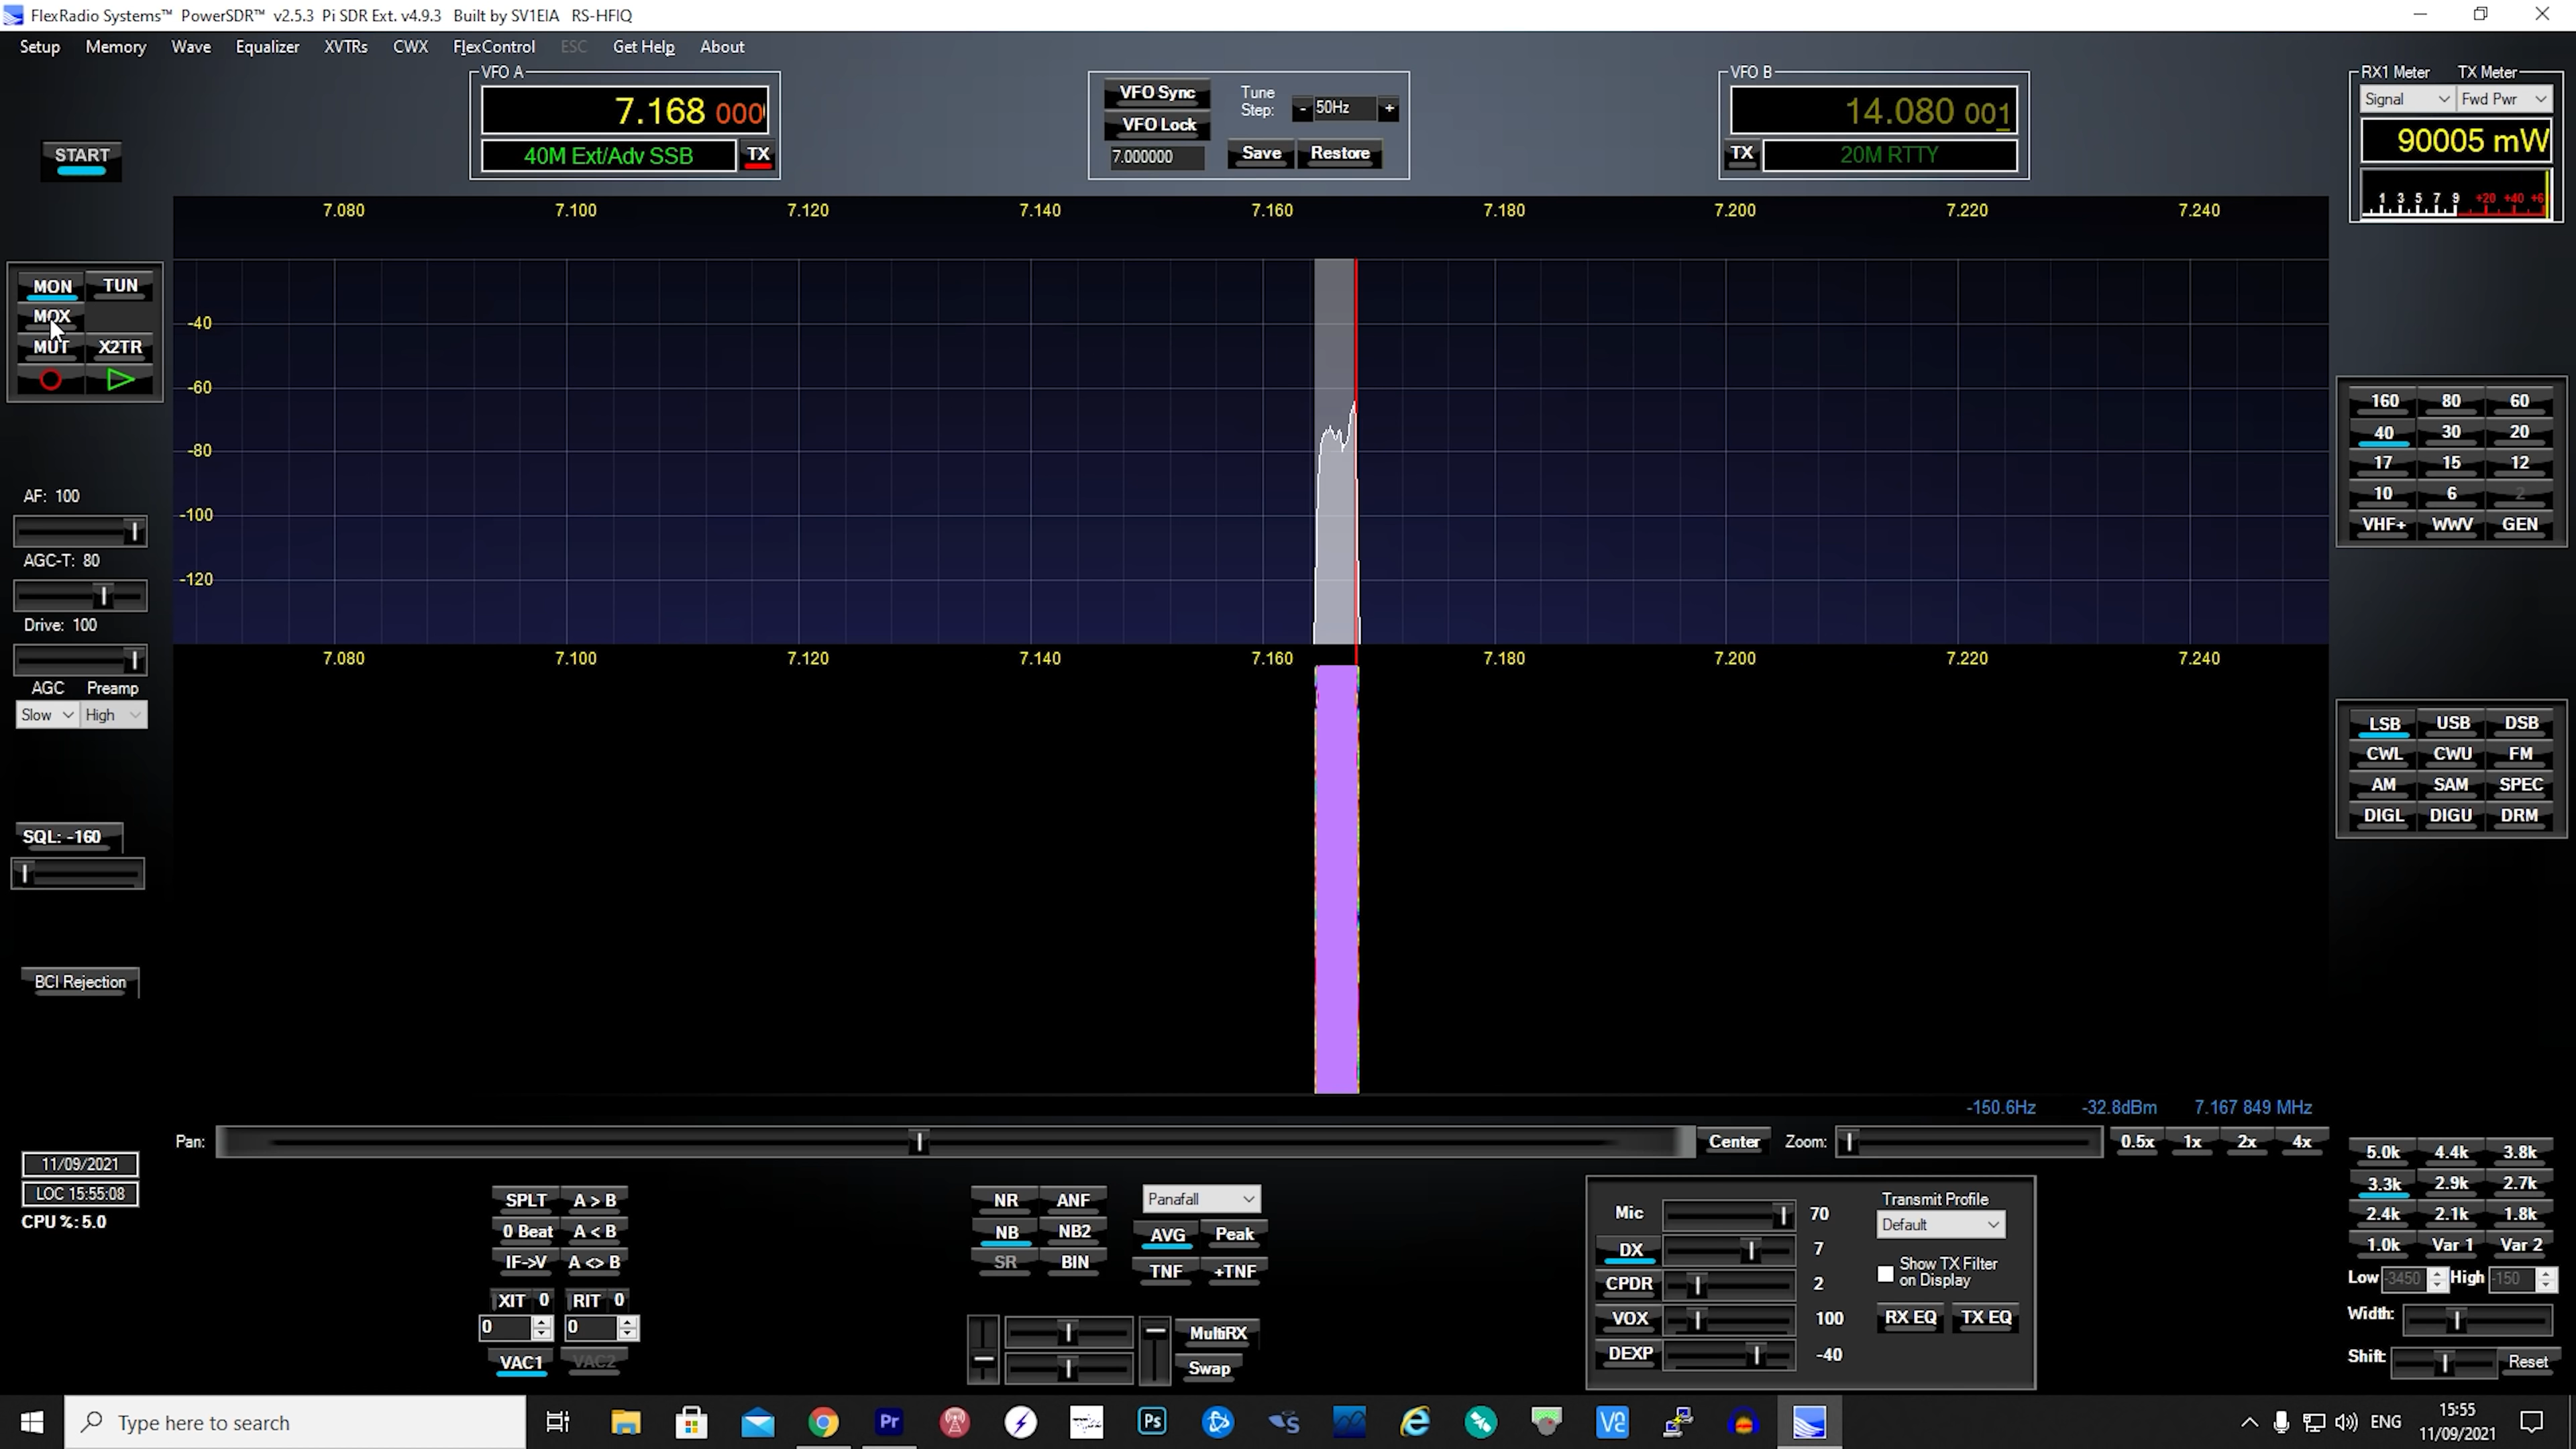 FlexRadio Systems™ PowerSDR™ v2.5.3 Pi SDR Ext. v4.9.3 Built by SV1EIA RS-HFIQ
Setup Memory Wave Equalizer XVTRs CWX FlexControl ESC Get Help About
VFO A
7.168 000
40M Ext/Adv SSB TX
VFO Sync
VFO Lock
7.000000
Tune
Step:
- 50Hz +
Save Restore
VFO B
14.080 001
TX 20M RTTY
RX1 Meter TX Meter
Signal Fwd Pwr
90005 mW
1 3 5 7 9 +20 +40 +6
START
7.080 7.100 7.120 7.140 7.160 7.180 7.200 7.220 7.240
MON TUN
MOX
MUT X2TR
-40
-60
-80
-100
-120
7.080 7.100 7.120 7.140 7.160 7.180 7.200 7.220 7.240
AF: 100
AGC-T: 80
Drive: 100
AGC Preamp
Slow High
SQL: -160
BCI Rejection
160 80 60
40 30 20
17 15 12
10 6 2
VHF+ WWV GEN
LSB USB DSB
CWL CWU FM
AM SAM SPEC
DIGL DIGU DRM
-150.6Hz -32.8dBm 7.167 849 MHz
Pan: Center Zoom: 0.5x 1x 2x 4x
11/09/2021
LOC 15:55:08
CPU %: 5.0
SPLT A > B
0 Beat A < B
IF->V A <> B
XIT 0 RIT 0
0 0
VAC1 VAC2
NR ANF
NB NB2
SR BIN
Panafall
AVG Peak
TNF +TNF
MultiRX
Swap
Mic 70
DX 7
CPDR 2
VOX 100
DEXP -40
Transmit Profile
Default
Show TX Filter
on Display
RX EQ TX EQ
5.0k 4.4k 3.8k
3.3k 2.9k 2.7k
2.4k 2.1k 1.8k
1.0k Var 1 Var 2
Low -3450 High -150
Width:
Shift: Reset
Type here to search
Pr
Ps
ENG
15:55
11/09/2021